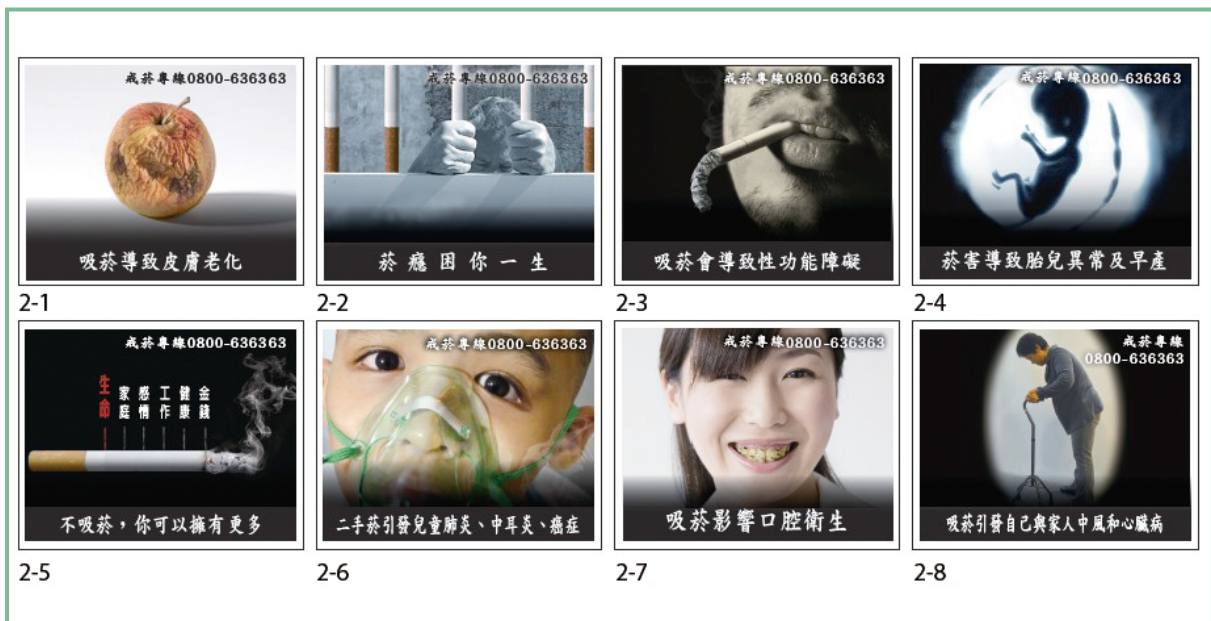 戒菸專線0800-636363
吸菸導致皮膚老化
2-1
戒菸專線0800-636363
菸癮因你一生
2-2
戒菸專線0800-636363
吸菸會導致性功能障礙
2-3
戒菸專線0800-636363
菸害導致胎兒異常及早產
2-4
戒菸專線0800-636363
生命
家庭
感情
工作
健康
金錢
不吸菸，你可以擁有更多
2-5
戒菸專線0800-636363
二手菸引發兒童肺炎、中耳炎、癌症
2-6
戒菸專線0800-636363
吸菸影響口腔衛生
2-7
戒菸專線
0800-636363
吸菸引發自己與家人中風和心臟病
2-8